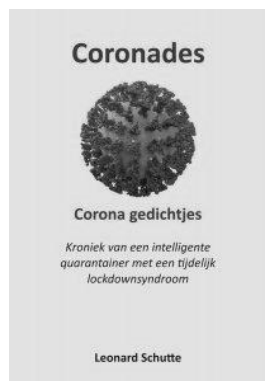 Coronades
Corona gedichtjes
Kroniek van een intelligente
quarantainer met een tijdelijk
lockdownsyndroom
Leonard Schutte